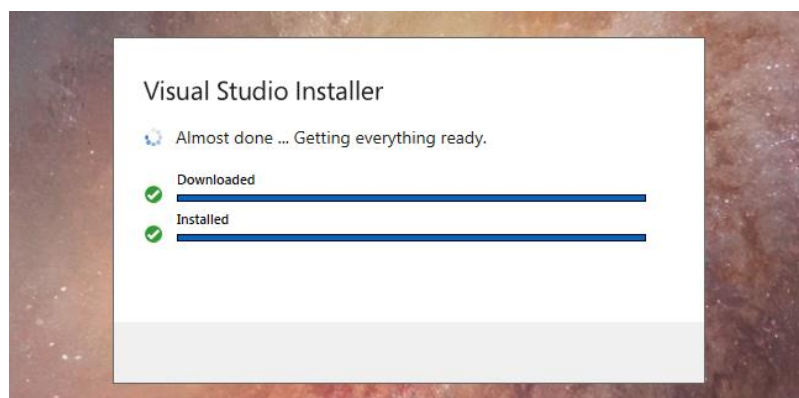 Visual Studio Installer
Almost done ... Getting everything ready.
Downloaded
Installed